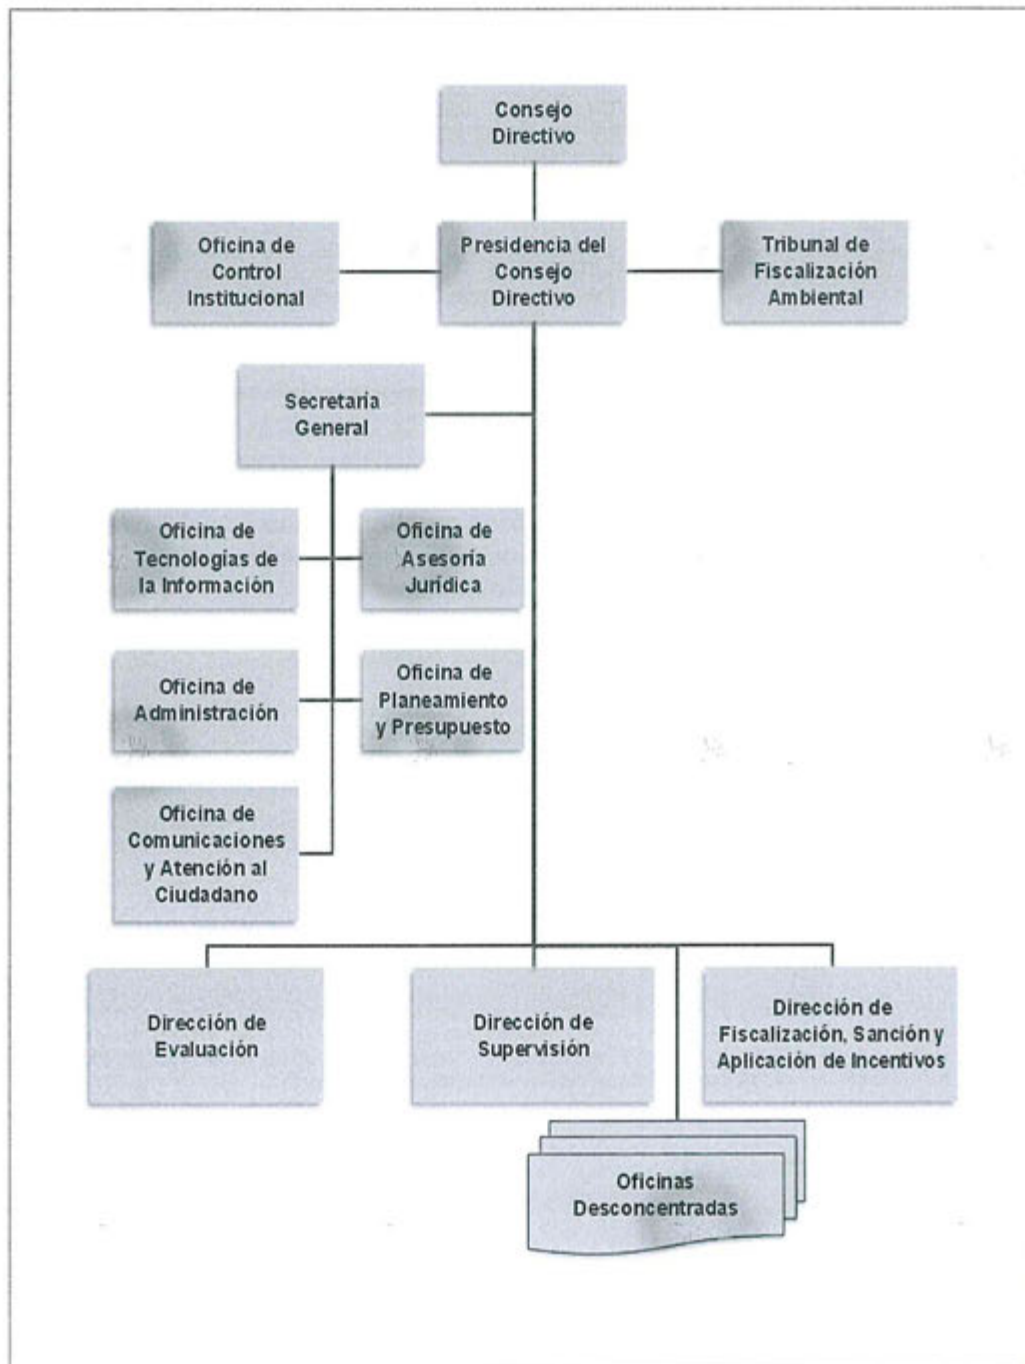 Consejo
Directivo
Oficina de
Control
Institucional
Presidencia del
Consejo
Directivo
Tribunal de
Fiscalización
Ambiental
Secretaría
General
Oficina de
Tecnologías de
la Información
Oficina de
Asesoría
Jurídica
Oficina de
Administración
Oficina de
Planeamiento
y Presupuesto
Oficina de
Comunicaciones
y Atención al
Ciudadano
Dirección de
Evaluación
Dirección de
Supervisión
Dirección de
Fiscalización, Sanción y
Aplicación de Incentivos
Oficinas
Desconcentradas